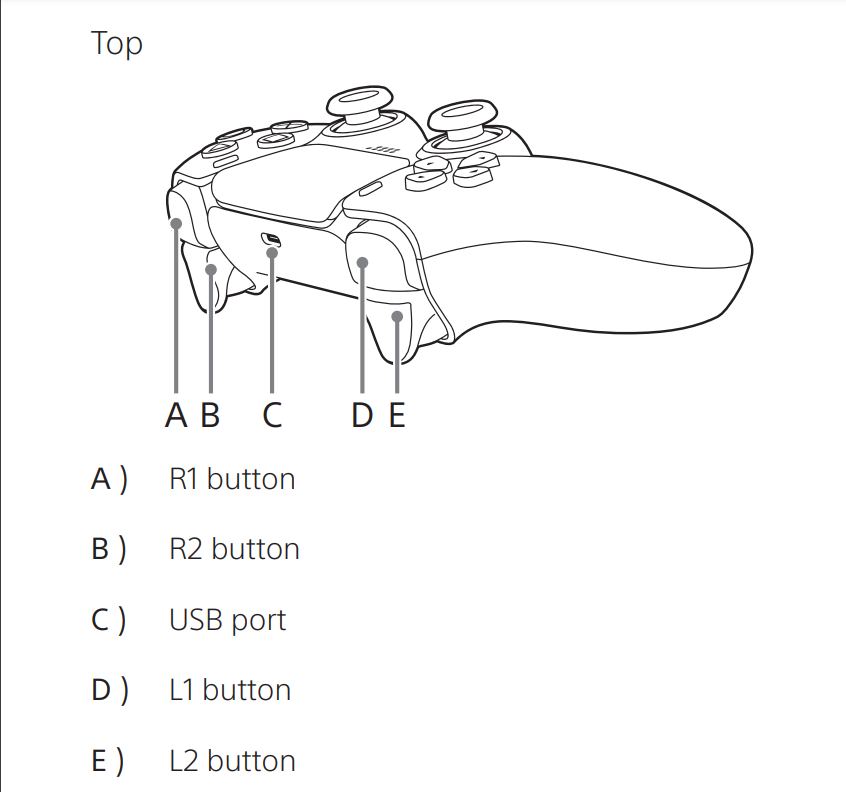 Top
A B C D E
A ) R1 button
B ) R2 button
C ) USB port
D ) L1 button
E ) L2 button